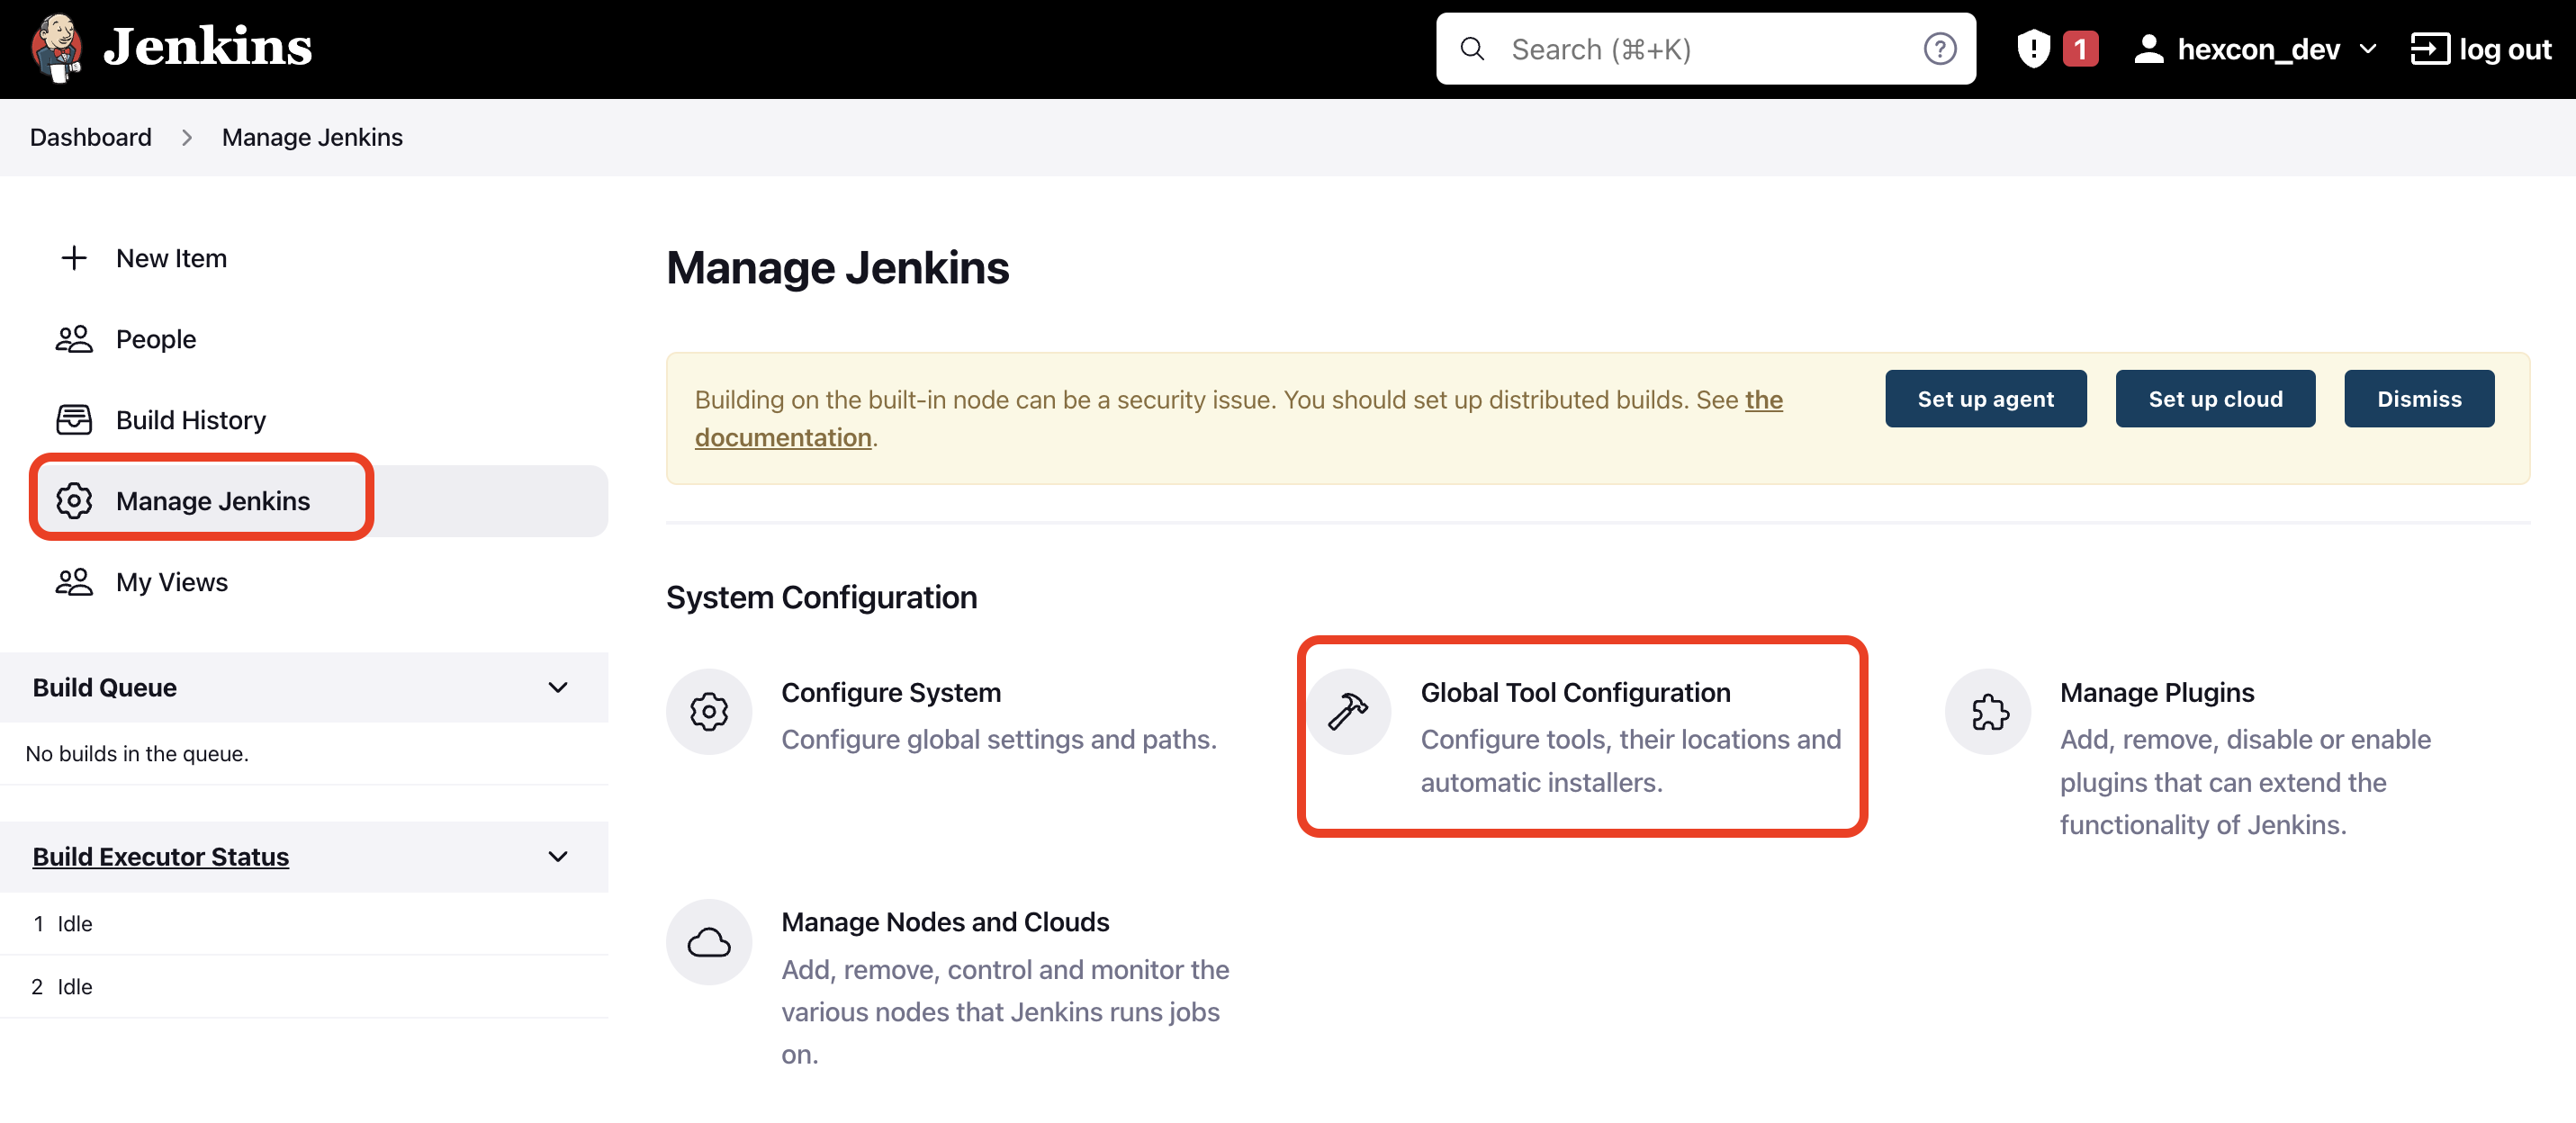 Jenkins
Search (⌘+K)
1
hexcon_dev
log out
Dashboard
Manage Jenkins
New Item
People
Build History
Manage Jenkins
My Views
Build Queue
No builds in the queue.
Build Executor Status
1 Idle
2 Idle
Manage Jenkins
Building on the built-in node can be a security issue. You should set up distributed builds. See the
documentation.
Set up agent
Set up cloud
Dismiss
System Configuration
Configure System
Configure global settings and paths.
Global Tool Configuration
Configure tools, their locations and
automatic installers.
Manage Plugins
Add, remove, disable or enable
plugins that can extend the
functionality of Jenkins.
Manage Nodes and Clouds
Add, remove, control and monitor the
various nodes that Jenkins runs jobs
on.